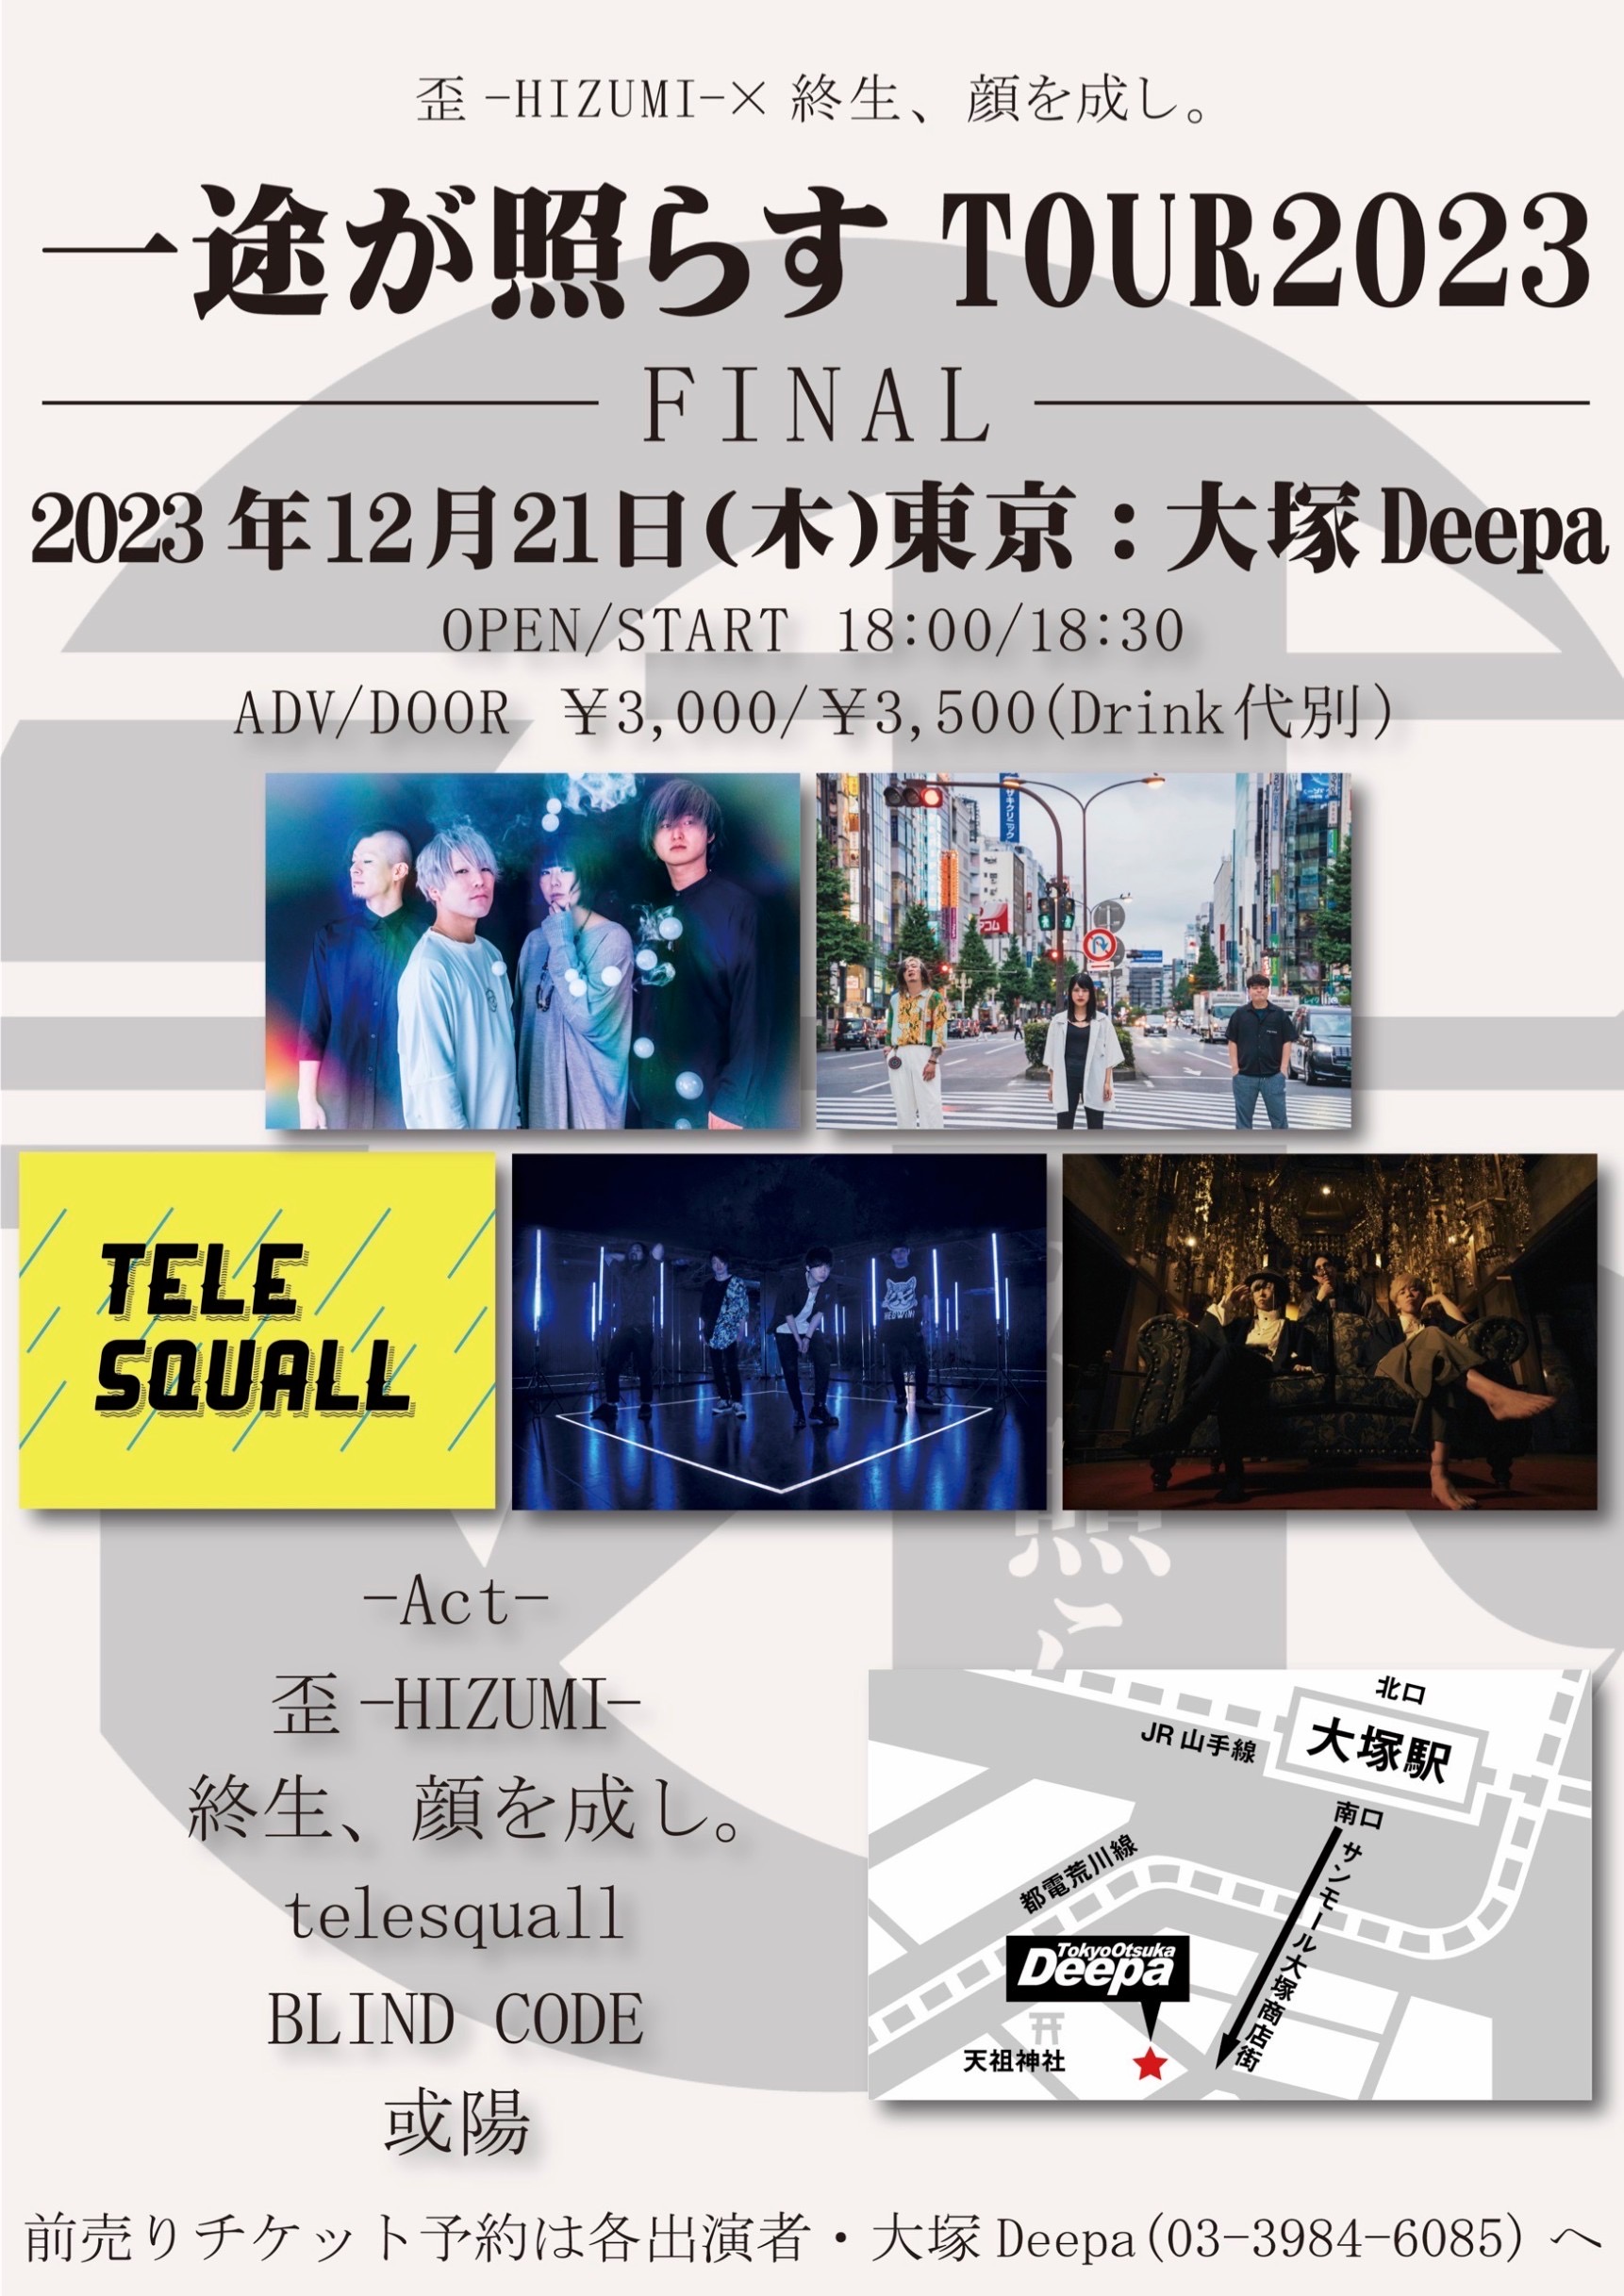 歪-HIZUMI-×終生、顔を成し。
一途が照らす TOUR2023
FINAL
2023年12月21日(木)東京：大塚Deepa
OPEN/START 18:00/18:30
ADV/DOOR ￥3,000/￥3,500(Drink代別)
TELE
SQUALL
-Act-
歪-HIZUMI-
終生、顔を成し。
telesquall
BLIND CODE
或陽
北口
大塚駅
JR山手線
南口
サンモール大塚商店街
都電荒川線
TokyoOtsuka
Deepa
天祖神社
前売りチケット予約は各出演者・大塚Deepa(03-3984-6085)へ